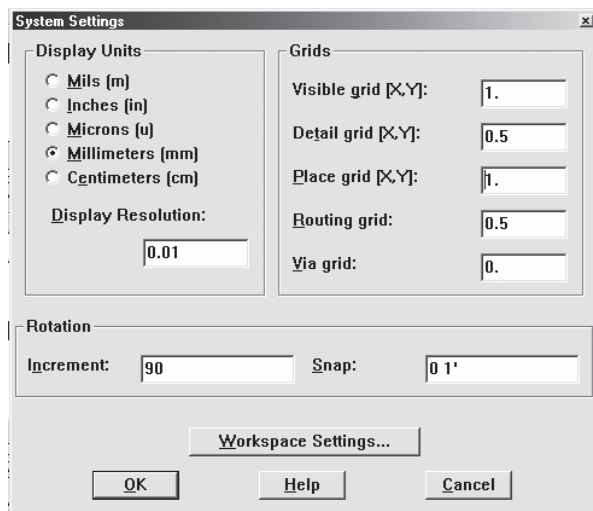 System Settings
Display Units
Mils (m)
Inches (in)
Microns (u)
Millimeters (mm)
Centimeters (cm)
Display Resolution:
0.01
Grids
Visible grid [X,Y]:
1.
Detail grid [X,Y]:
0.5
Place grid [X,Y]:
1.
Routing grid:
0.5
Via grid:
0.
Rotation
Increment:
90
Snap:
0 1'
Workspace Settings...
OK
Help
Cancel